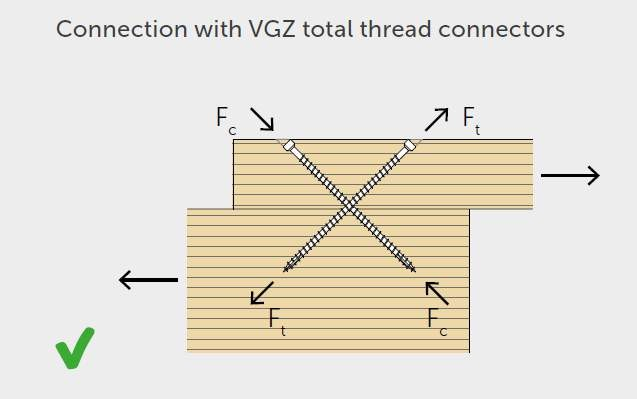 Connection with VGZ total thread connectors
Fc
Ft
Ft
Fc